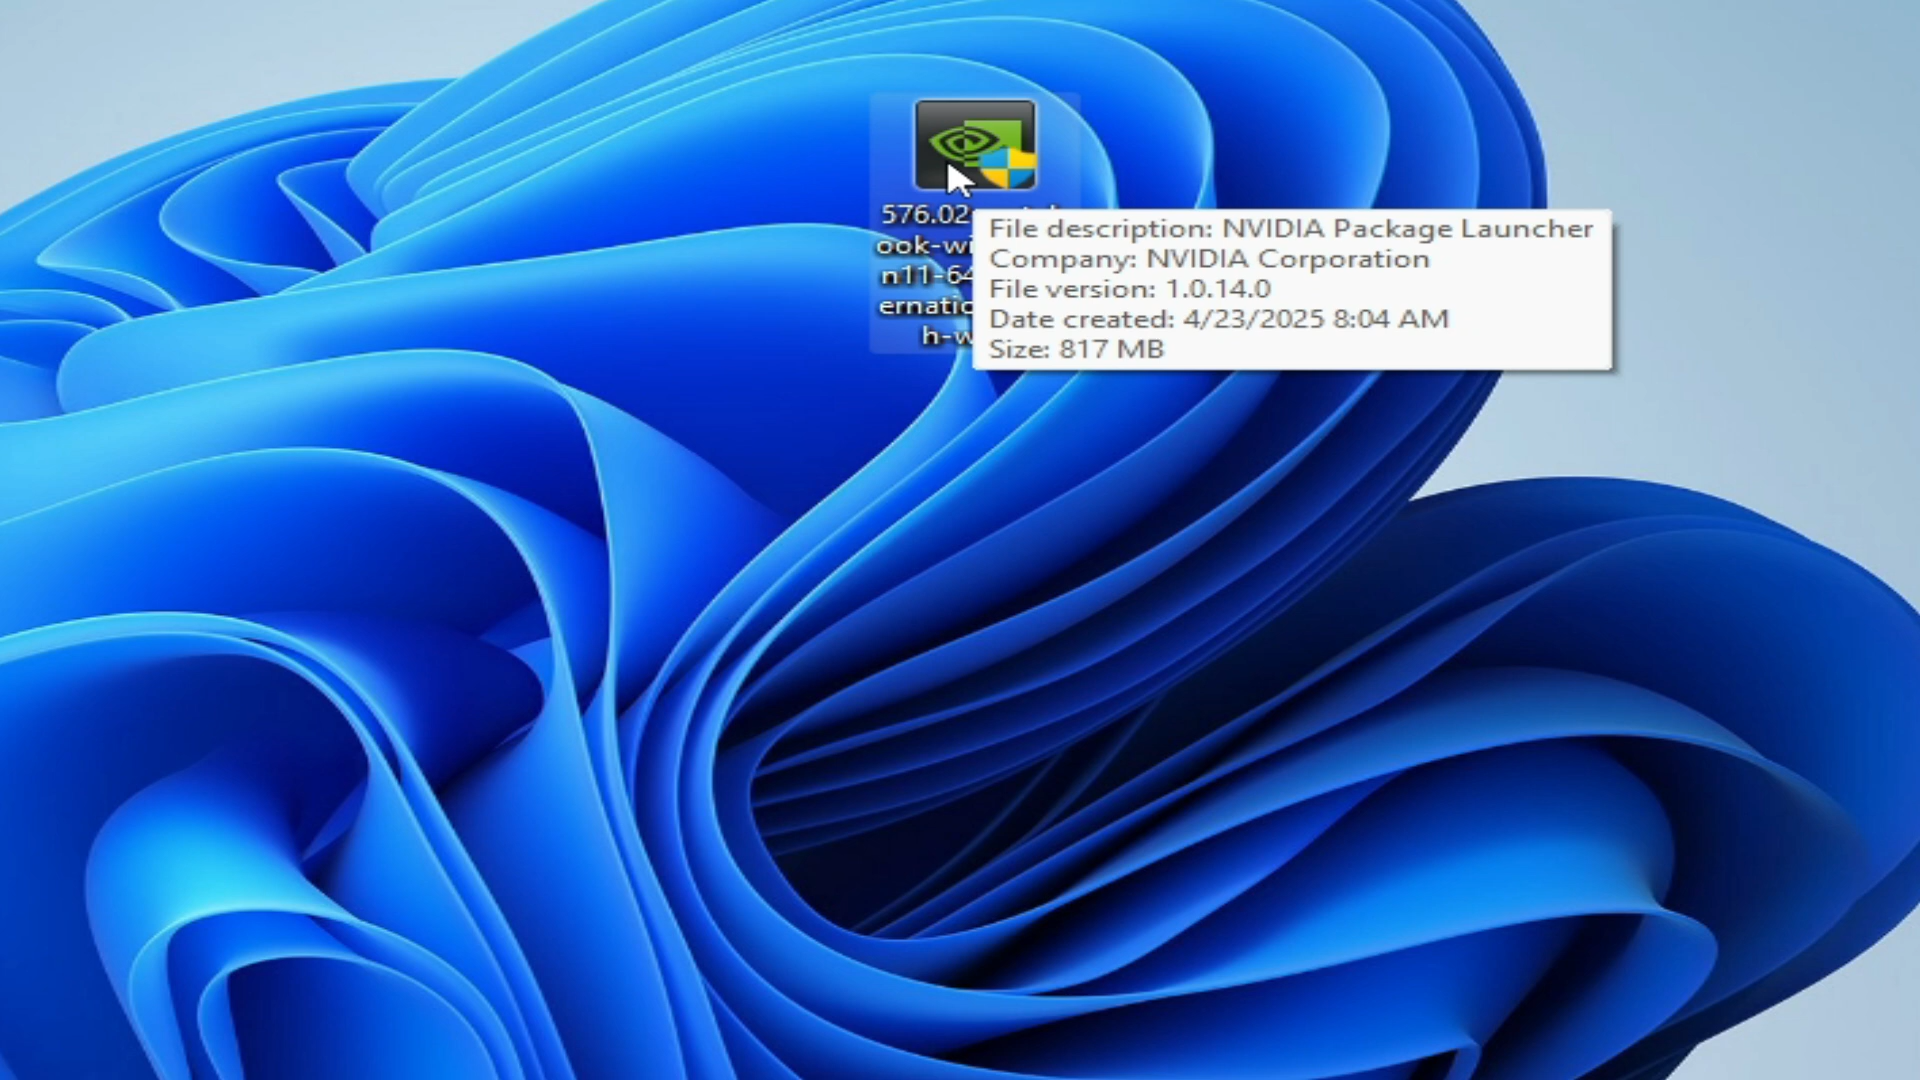 576.02
ook-wi
n11-64
ernatio
h-w
File description: NVIDIA Package Launcher
Company: NVIDIA Corporation
File version: 1.0.14.0
Date created: 4/23/2025 8:04 AM
Size: 817 MB